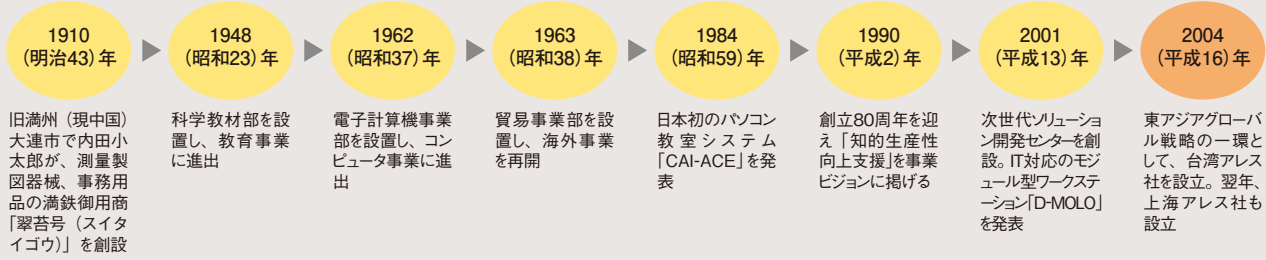 1910
（明治43）年
旧満州（現中国）
大連市で内田小
太郎が、測量製
図器械、事務用
品の満鉄御用商
「翠苔号（スイタ
イゴウ）」を創設
1948
（昭和23）年
科学教材部を設
置し、教育事業
に進出
1962
（昭和37）年
電子計算機事業
部を設置し、コン
ピュータ事業に進
出
1963
（昭和38）年
貿易事業部を設
置し、海外事業
を再開
1984
（昭和59）年
日本初のパソコン
教室システム
「CAI-ACE」を発
表
1990
（平成2）年
創立80周年を迎
え「知的生産性
向上支援」を事業
ビジョンに掲げる
2001
（平成13）年
次世代ソリューショ
ン開発センターを創
設。IT対応のモジ
ュール型ワークステ
ーション「D-MOLO」
を発表
2004
（平成16）年
東アジアグローバ
ル戦略の一環と
して、台湾アレス
社を設立。翌年、
上海アレス社も
設立